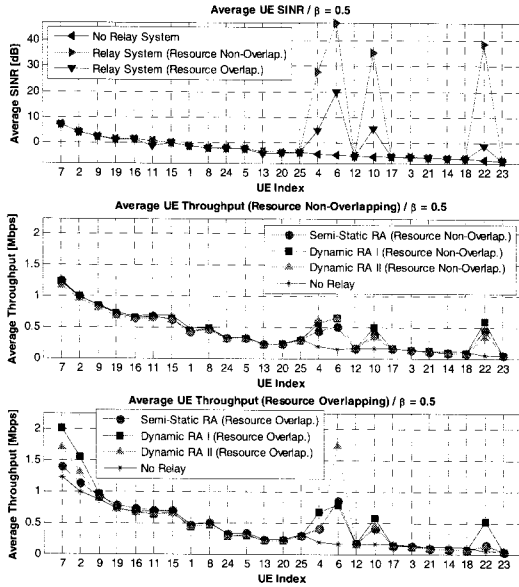 Average UE SINR / β = 0.5
Average SINR [dB]
40
30
20
10
0
No Relay System
Relay System (Resource Non-Overlap.)
Relay System (Resource Overlap.)
7 2 9 19 16 11 15 1 8 24 5 13 20 25 4 6 12 10 17 3 21 14 18 22 23
UE Index
Average UE Throughput (Resource Non-Overlapping) / β = 0.5
Average Throughput [Mbps]
2
1.5
1
0.5
0
Semi-Static RA (Resource Non-Overlap.)
Dynamic RA I (Resource Non-Overlap.)
Dynamic RA II (Resource Non-Overlap.)
No Relay
7 2 9 19 16 11 15 1 8 24 5 13 20 25 4 6 12 10 17 3 21 14 18 22 23
UE Index
Average UE Throughput (Resource Overlapping) / β = 0.5
Average Throughput [Mbps]
2
1.5
1
0.5
0
Semi-Static RA (Resource Overlap.)
Dynamic RA I (Resource Overlap.)
Dynamic RA II (Resource Overlap.)
No Relay
7 2 9 19 16 11 15 1 8 24 5 13 20 25 4 6 12 10 17 3 21 14 18 22 23
UE Index